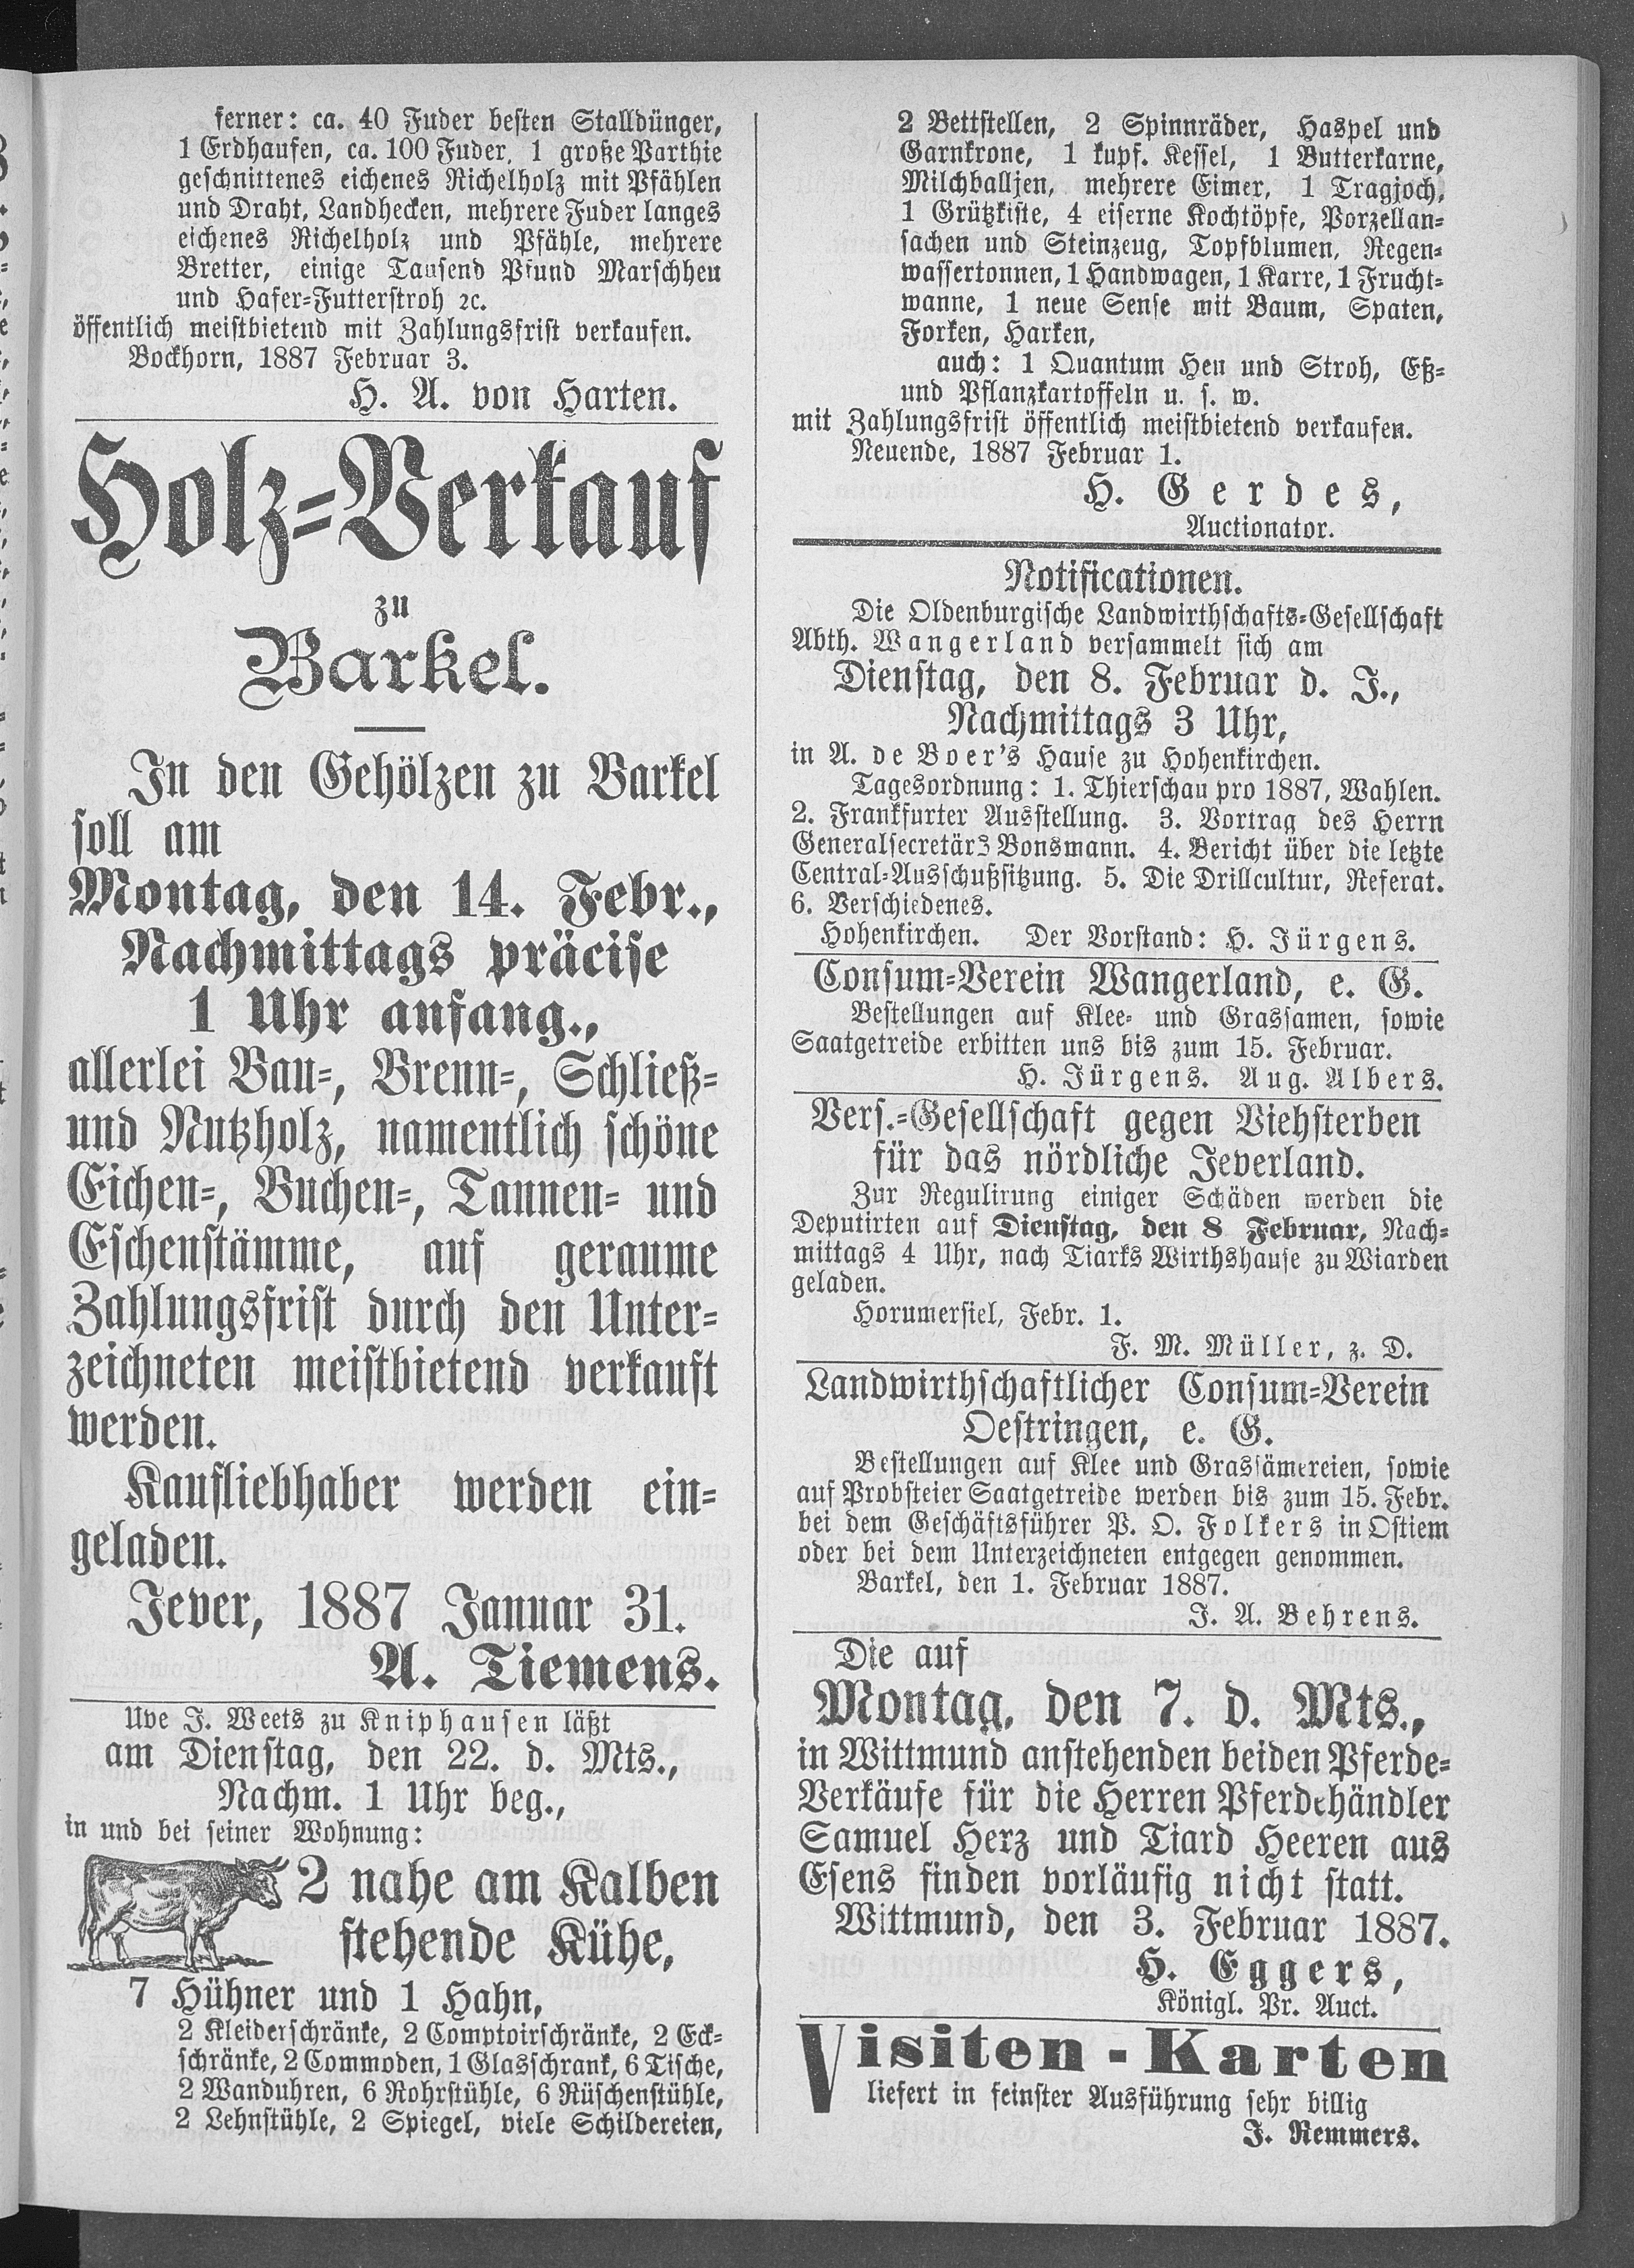 ferner: ca. 40 Fuder besten Stalldünger,
1 Erdhaufen, ca. 100 Fuder, 1 große Parthie
geschnittenes eichenes Richelholz mit Pfählen
und Draht, Landhecken, mehrere Fuder langes
eichenes Richelholz und Pfähle, mehrere
Bretter, einige Tausend Pfund Marschheu
und Hafer-Futterstroh ꝛc.
öffentlich meistbietend mit Zahlungsfrist verkaufen.
Bockhorn, 1887 Februar 3.
H. A. von Harten.
Holz-Verkauf
zu
Barkel.
In den Gehölzen zu Barkel
soll am
Montag, den 14. Febr.,
Nachmittags präcise
1 Uhr anfang.,
allerlei Bau-, Brenn-, Schließ-
und Nutzholz, namentlich schöne
Eichen-, Buchen-, Tannen- und
Eschenstämme, auf geraume
Zahlungsfrist durch den Unter-
zeichneten meistbietend verkauft
werden.
Kaufliebhaber werden ein-
geladen.
Jever, 1887 Januar 31.
A. Tiemens.
Uve J. Weets zu Kniphausen läßt
am Dienstag, den 22. d. Mts.,
Nachm. 1 Uhr beg.,
in und bei seiner Wohnung:
2 nahe am Kalben
stehende Kühe,
7 Hühner und 1 Hahn,
2 Kleiderschränke, 2 Comptoirschränke, 2 Eck-
schränke, 2 Commoden, 1 Glasschrank, 6 Tische,
2 Wanduhren, 6 Rohrstühle, 6 Rüschenstühle,
2 Lehnstühle, 2 Spiegel, viele Schildereien,
2 Bettstellen, 2 Spinnräder, Haspel und
Garnkrone, 1 kupf. Kessel, 1 Butterkarne,
Milchballjen, mehrere Eimer, 1 Tragjoch,
1 Grützkiste, 4 eiserne Kochtöpfe, Porzellan-
sachen und Steinzeug, Topfblumen, Regen-
wassertonnen, 1 Handwagen, 1 Karre, 1 Frucht-
wanne, 1 neue Sense mit Baum, Spaten,
Forken, Harken,
auch: 1 Quantum Heu und Stroh, Eß-
und Pflanzkartoffeln u. s. w.
mit Zahlungsfrist öffentlich meistbietend verkaufen.
Neuende, 1887 Februar 1.
H. Gerdes,
Auctionator.
Notificationen.
Die Oldenburgische Landwirthschafts-Gesellschaft
Abth. Wangerland versammelt sich am
Dienstag, den 8. Februar d. J.,
Nachmittags 3 Uhr,
in A. de Boer's Hause zu Hohenkirchen.
Tagesordnung: 1. Thierschau pro 1887, Wahlen.
2. Frankfurter Ausstellung. 3. Vortrag des Herrn
Generalsecretärs Bonsmann. 4. Bericht über die letzte
Central-Ausschußsitzung. 5. Die Drillcultur, Referat.
6. Verschiedenes.
Hohenkirchen. Der Vorstand: H. Jürgens.
Consum-Verein Wangerland, e. G.
Bestellungen auf Klee- und Grassamen, sowie
Saatgetreide erbitten uns bis zum 15. Februar.
H. Jürgens. Aug. Albers.
Vers.-Gesellschaft gegen Viehsterben
für das nördliche Jeverland.
Zur Regulirung einiger Schäden werden die
Deputirten auf Dienstag, den 8 Februar, Nach-
mittags 4 Uhr, nach Tiarks Wirthshause zu Wiarden
geladen.
Horumersiel, Febr. 1.
F. M. Müller, z. D.
Landwirthschaftlicher Consum-Verein
Oestringen, e. G.
Bestellungen auf Klee und Grassämereien, sowie
auf Probsteier Saatgetreide werden bis zum 15. Febr.
bei dem Geschäftsführer P. O. Folkers in Ostiem
oder bei dem Unterzeichneten entgegen genommen.
Barkel, den 1. Februar 1887.
J. A. Behrens.
Die auf
Montag, den 7. d. Mts.,
in Wittmund anstehenden beiden Pferde-
Verkäufe für die Herren Pferdehändler
Samuel Herz und Tiard Heeren aus
Esens finden vorläufig nicht statt.
Wittmund, den 3. Februar 1887.
H. Eggers,
Königl. Pr. Auct.
Visiten-Karten
liefert in feinster Ausführung sehr billig
J. Remmers.